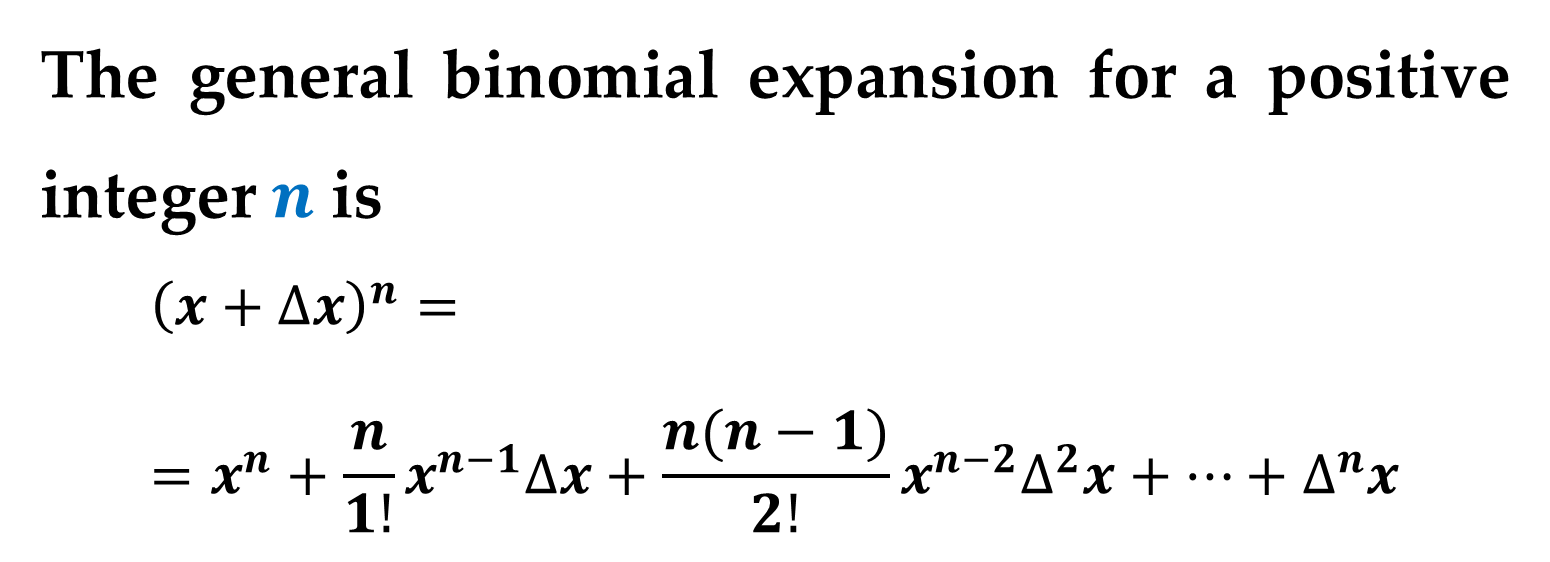 The general binomial expansion for a positive
integer n is
(x + Δx)ⁿ =
= xⁿ + n/1! xⁿ⁻¹Δx + n(n − 1)/2! xⁿ⁻²Δ²x + ⋯ + Δⁿx